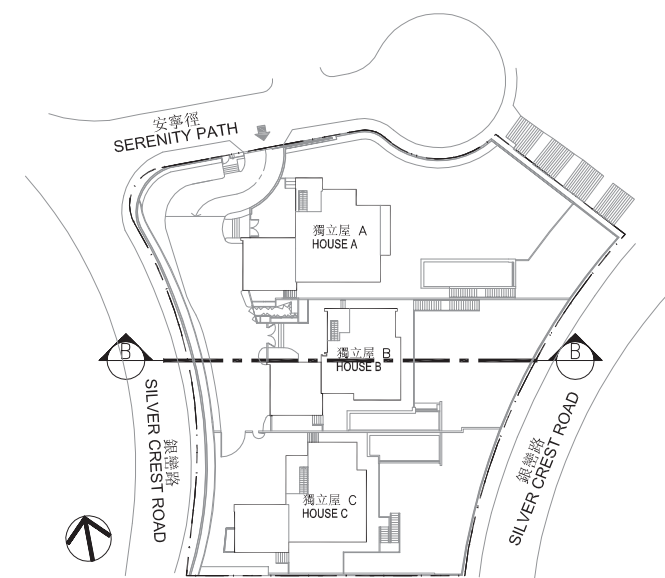 安寧徑
SERENITY PATH
獨立屋 A
HOUSE A
B
獨立屋 B
HOUSE B
B
銀巒路
SILVER CREST ROAD
銀巒路
SILVER CREST ROAD
獨立屋 C
HOUSE C